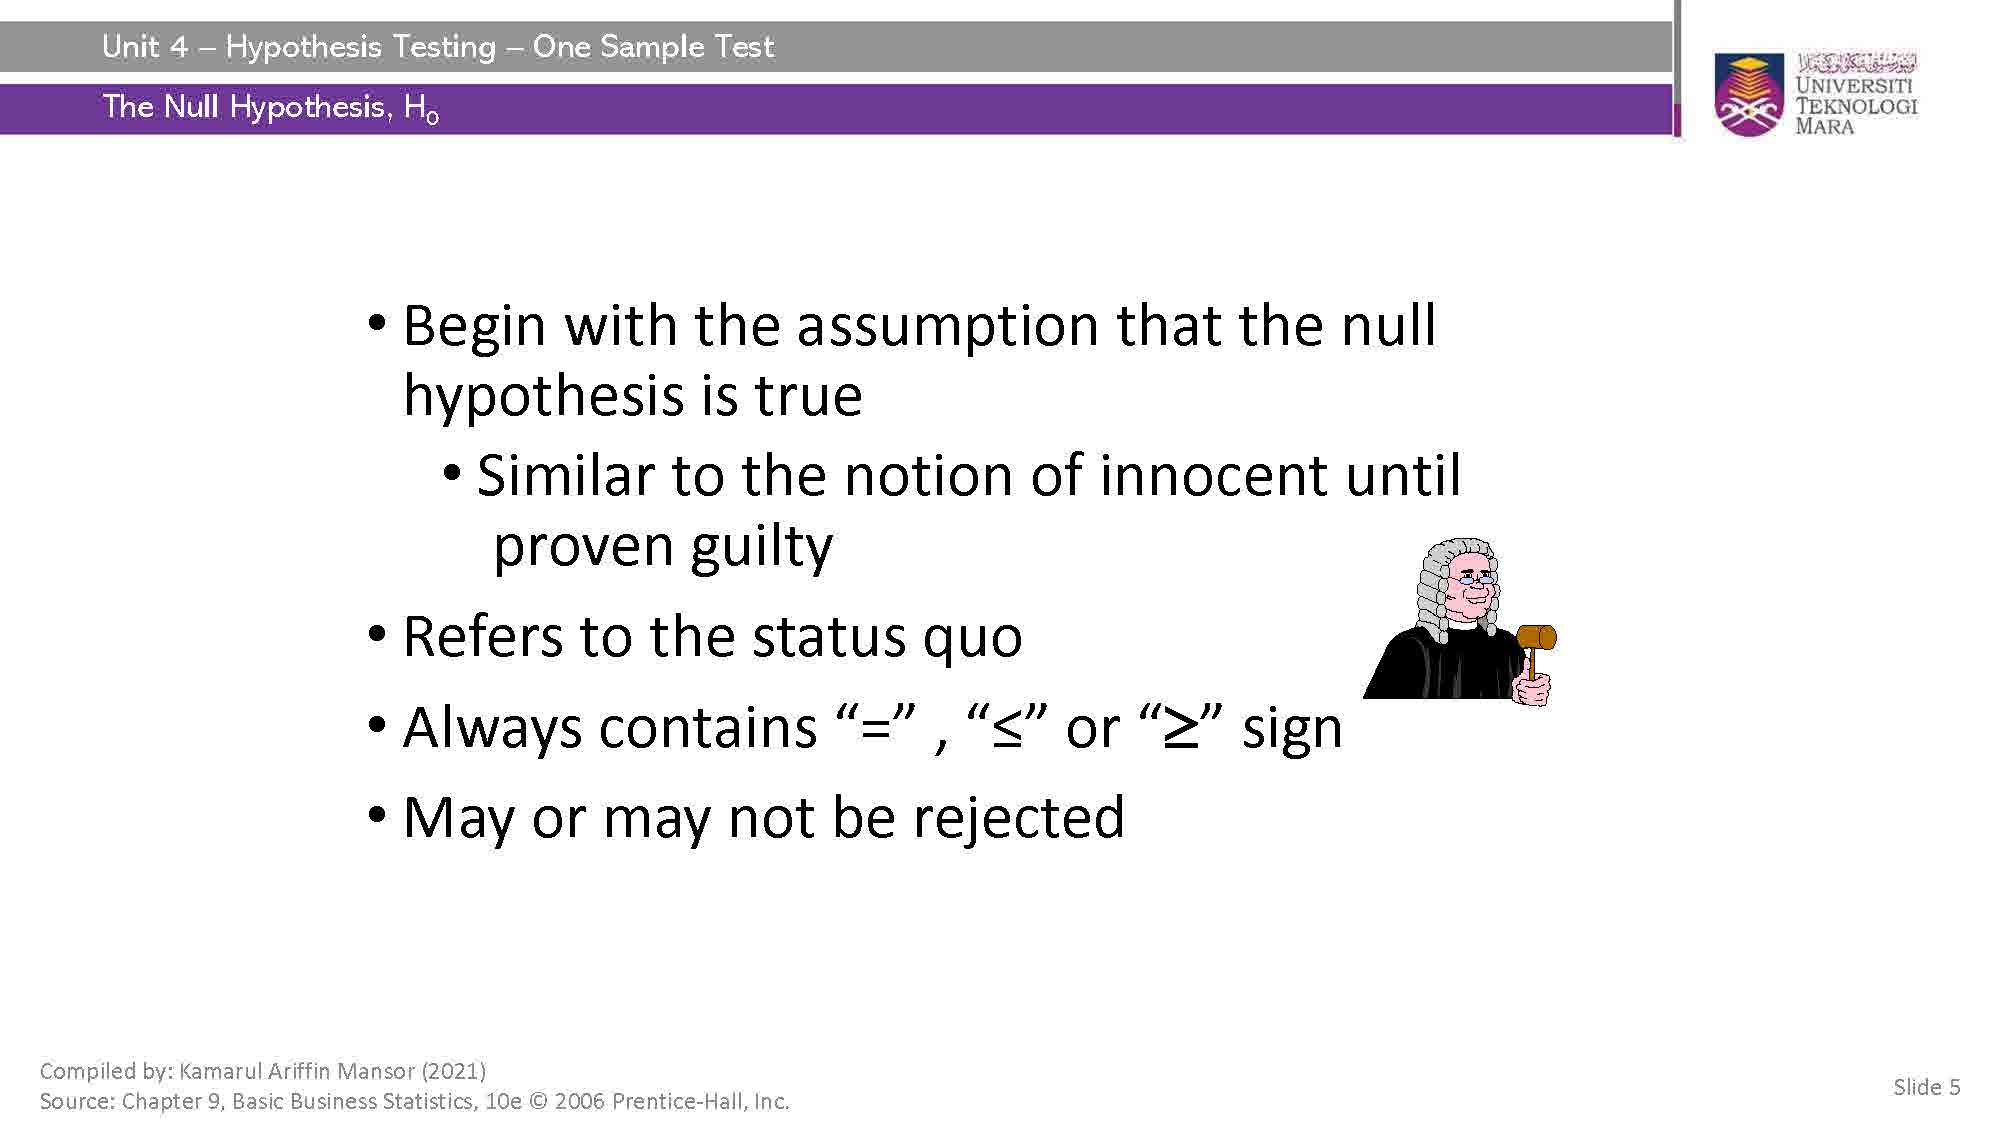 Unit 4 – Hypothesis Testing – One Sample Test
The Null Hypothesis, H₀
UNIVERSITI
TEKNOLOGI
MARA
• Begin with the assumption that the null
hypothesis is true
• Similar to the notion of innocent until
proven guilty
• Refers to the status quo
• Always contains “=” , “≤” or “≥” sign
• May or may not be rejected
Compiled by: Kamarul Ariffin Mansor (2021)
Source: Chapter 9, Basic Business Statistics, 10e © 2006 Prentice-Hall, Inc.
Slide 5